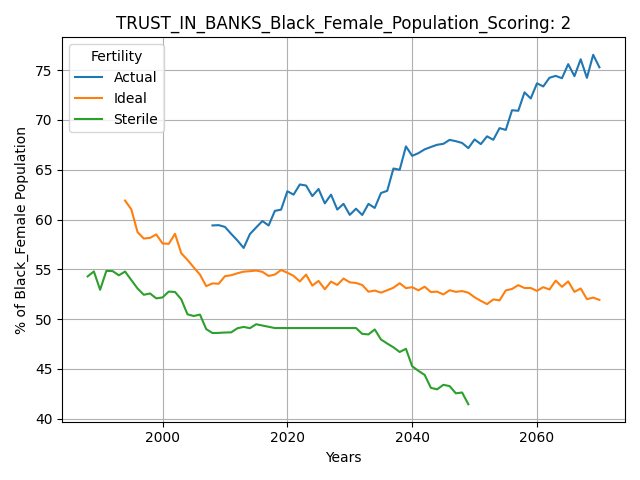 TRUST_IN_BANKS_Black_Female_Population_Scoring: 2
Fertility
Actual
Ideal
Sterile
% of Black_Female Population
75
70
65
60
55
50
45
40
2000
2020
2040
2060
Years